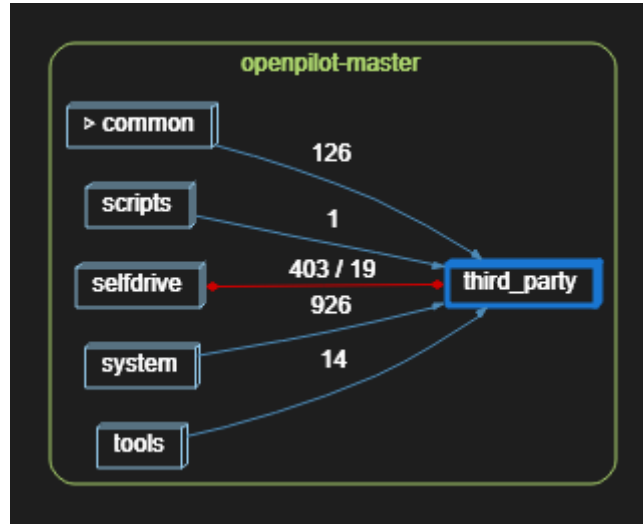 openpilot-master
> common
126
scripts
1
selfdrive
403 / 19
third_party
926
system
14
tools